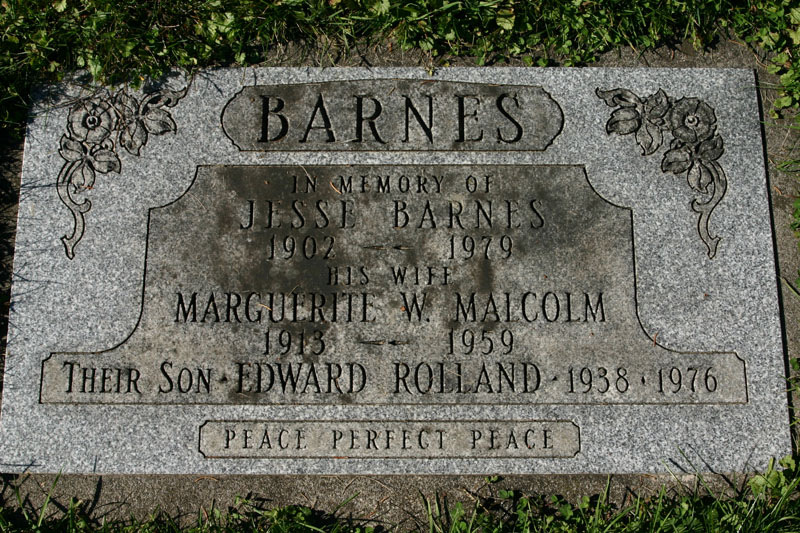 BARNES
IN MEMORY OF
JESSE BARNES
1902 — 1979
HIS WIFE
MARGUERITE W. MALCOLM
1913 — 1959
THEIR SON · EDWARD ROLLAND · 1938 · 1976
PEACE PERFECT PEACE